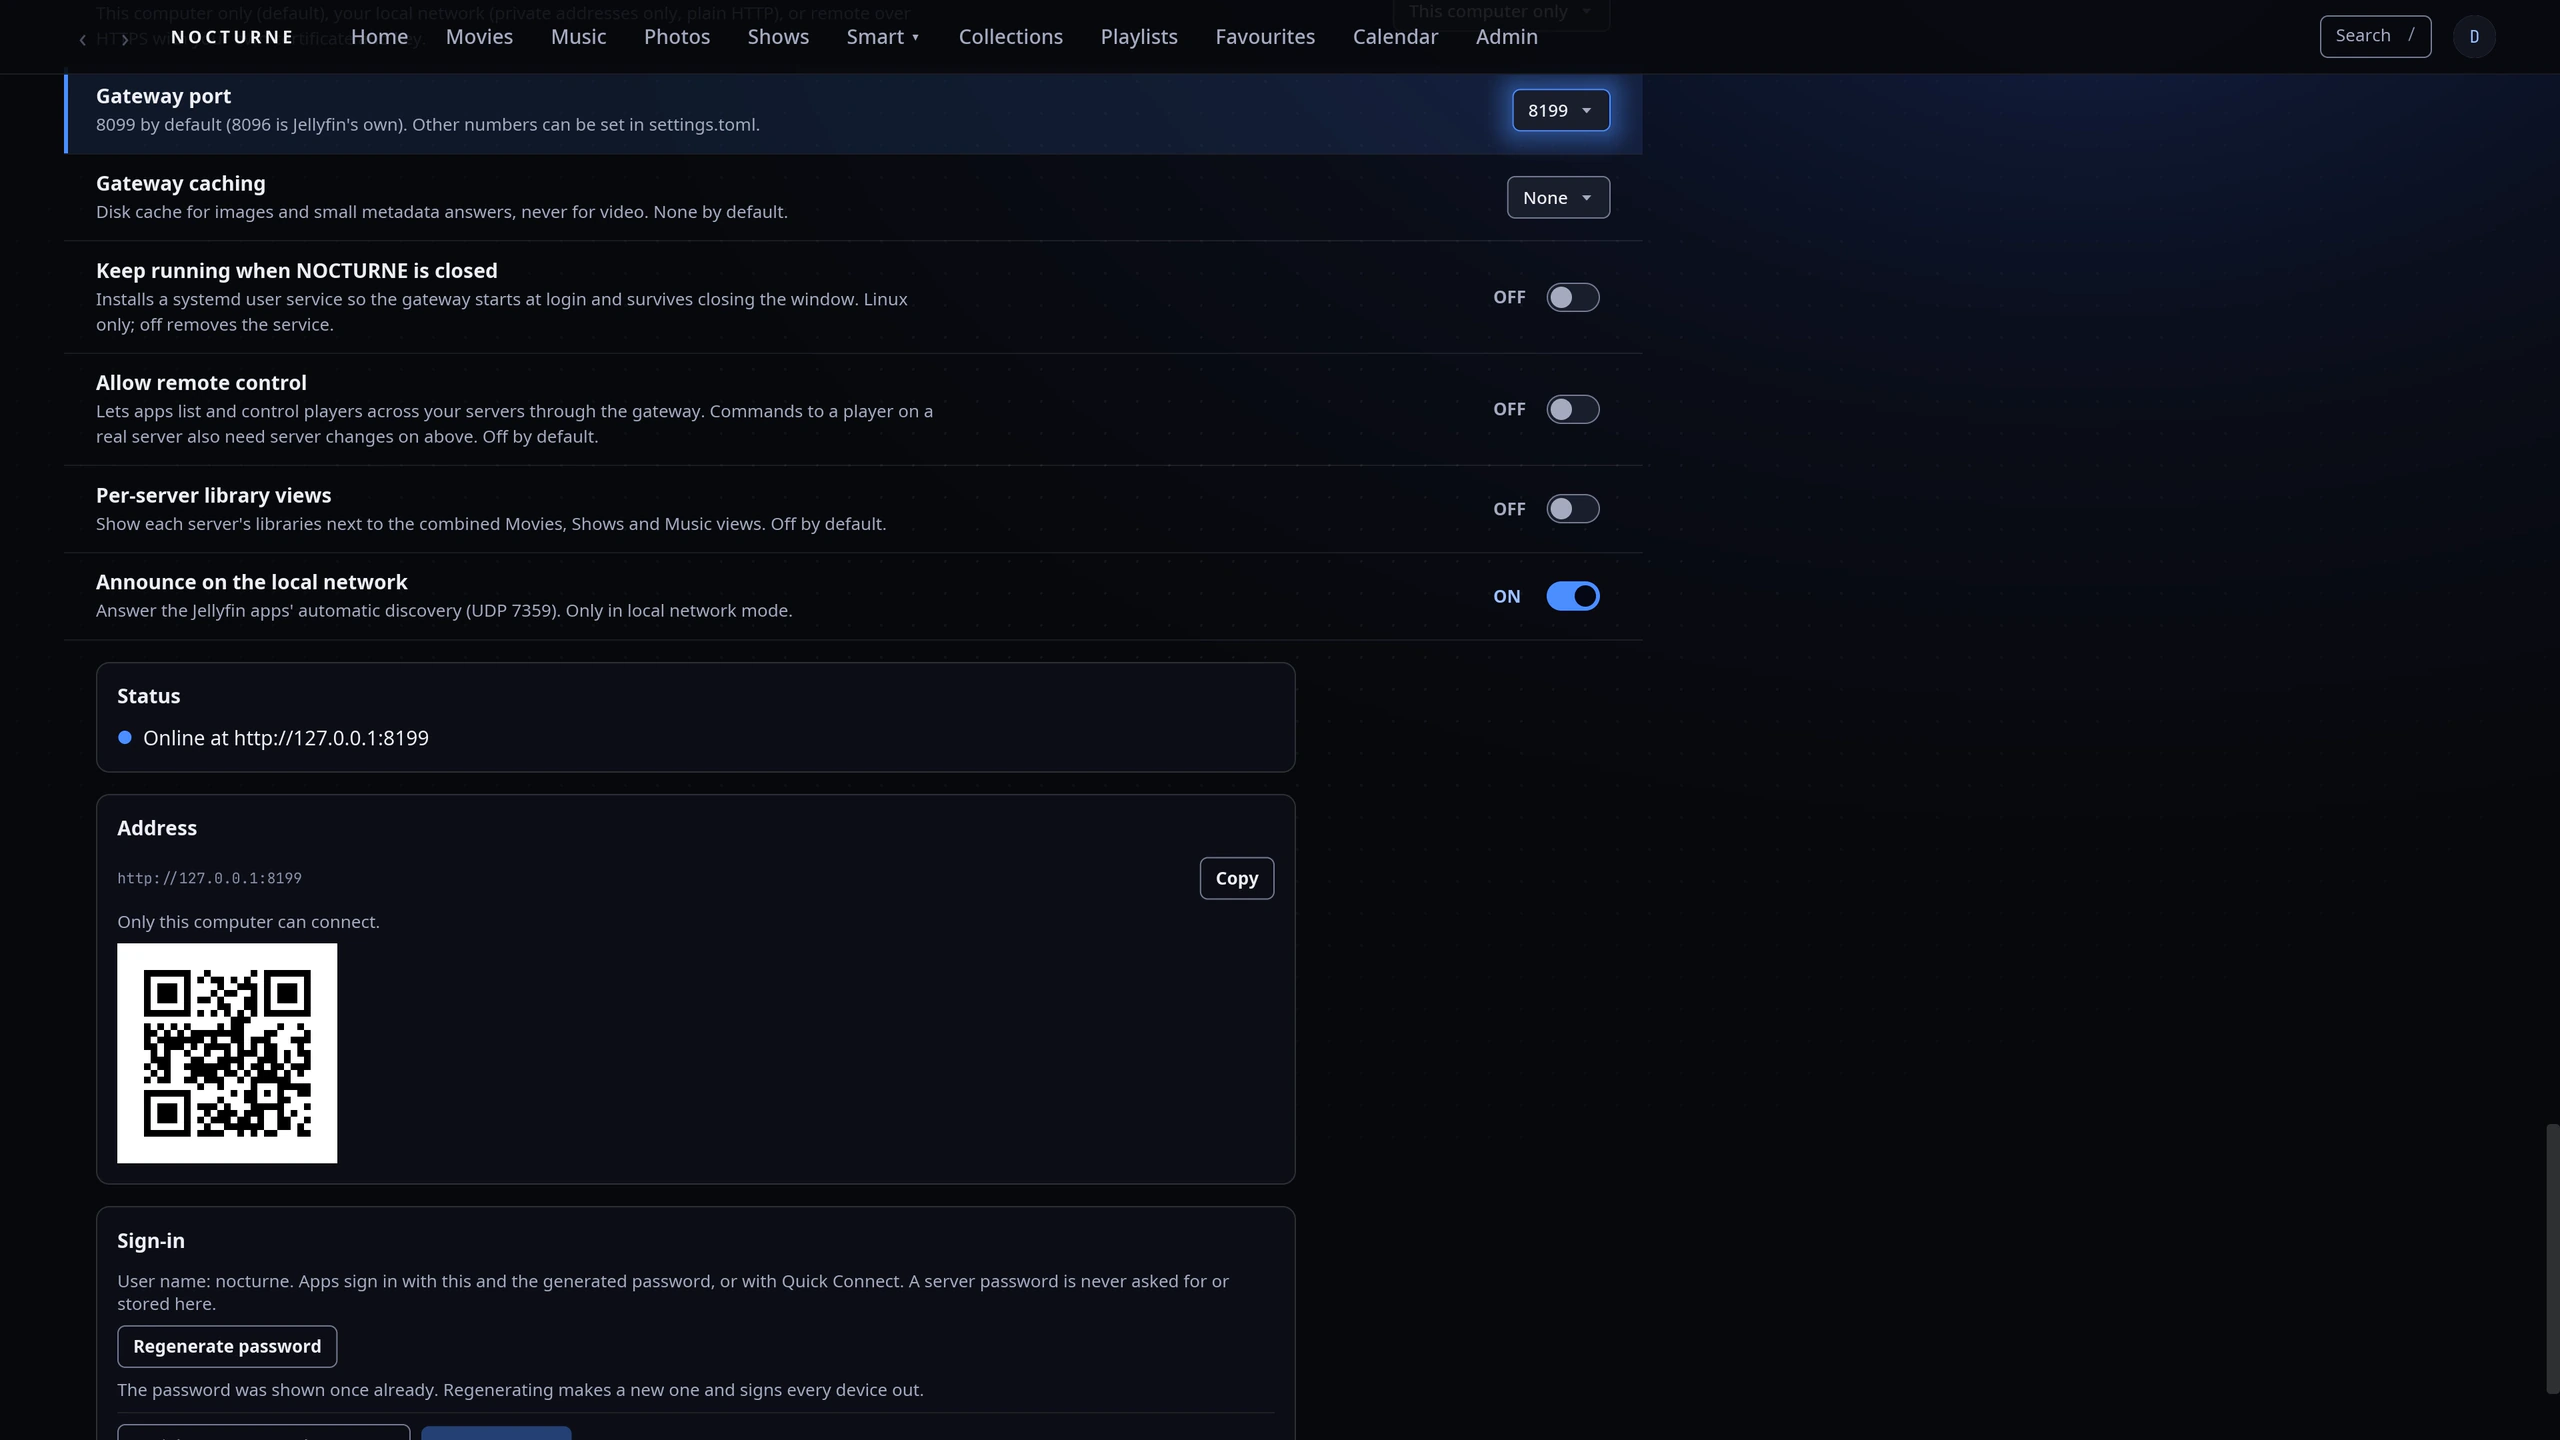 This computer only (default), your local network (private addresses only, plain HTTP), or remote over
This computer only
NOCTURNE
Home
Movies
Music
Photos
Shows
Smart
Collections
Playlists
Favourites
Calendar
Admin
Search /
D
Gateway port
8099 by default (8096 is Jellyfin's own). Other numbers can be set in settings.toml.
8199
Gateway caching
Disk cache for images and small metadata answers, never for video. None by default.
None
Keep running when NOCTURNE is closed
Installs a systemd user service so the gateway starts at login and survives closing the window. Linux
only; off removes the service.
OFF
Allow remote control
Lets apps list and control players across your servers through the gateway. Commands to a player on a
real server also need server changes on above. Off by default.
OFF
Per-server library views
Show each server's libraries next to the combined Movies, Shows and Music views. Off by default.
OFF
Announce on the local network
Answer the Jellyfin apps' automatic discovery (UDP 7359). Only in local network mode.
ON
Status
Online at http://127.0.0.1:8199
Address
http://127.0.0.1:8199
Copy
Only this computer can connect.
Sign-in
User name: nocturne. Apps sign in with this and the generated password, or with Quick Connect. A server password is never asked for or
stored here.
Regenerate password
The password was shown once already. Regenerating makes a new one and signs every device out.